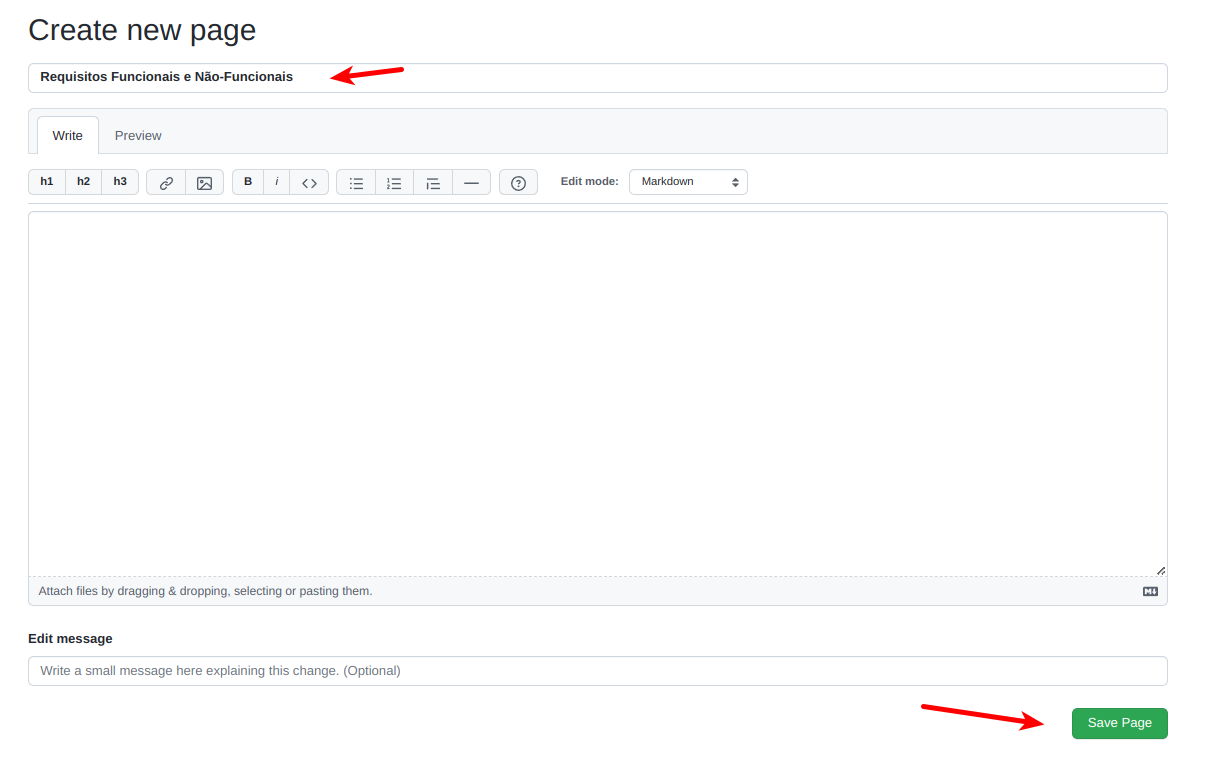 Create new page
Requisitos Funcionais e Não-Funcionais
Write Preview
h1 h2 h3 B i Edit mode: Markdown
Attach files by dragging & dropping, selecting or pasting them.
Edit message
Write a small message here explaining this change. (Optional)
Save Page